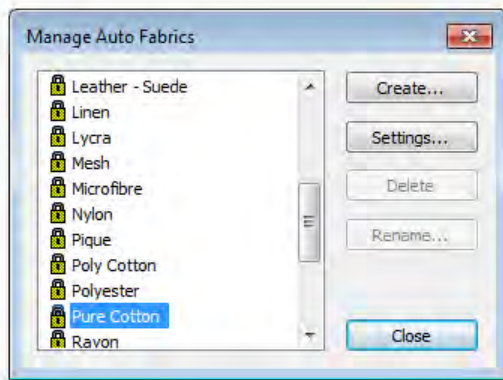 Manage Auto Fabrics
Leather - Suede
Linen
Lycra
Mesh
Microfibre
Nylon
Pique
Poly Cotton
Polyester
Pure Cotton
Rayon
Create...
Settings...
Delete
Rename...
Close